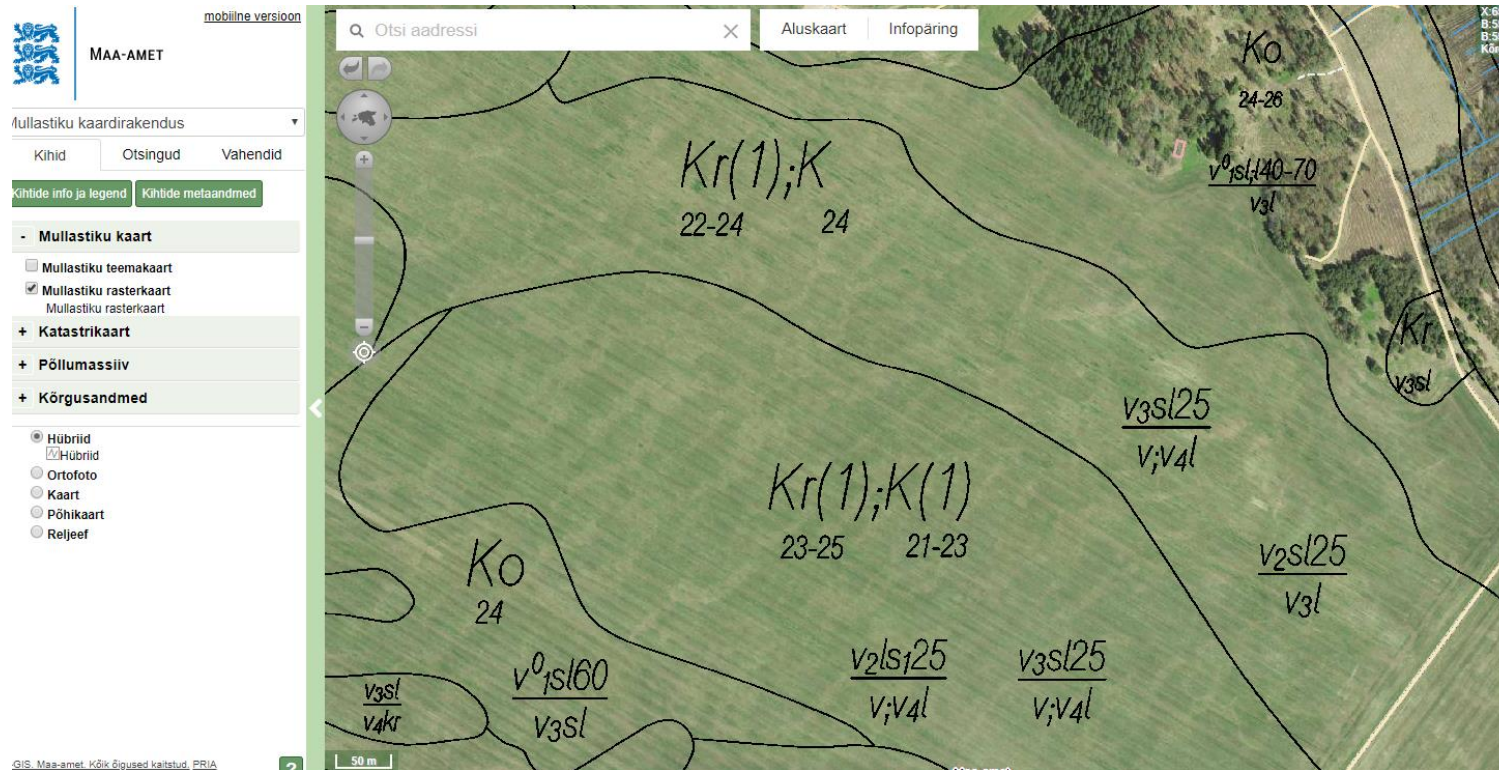 mobiilne versioon
MAA-AMET
Mullastiku kaardirakendus
Kihid Otsingud Vahendid
Kihtide info ja legend Kihtide metaandmed
- Mullastiku kaart
Mullastiku teemakaart
Mullastiku rasterkaart
Mullastiku rasterkaart
+ Katastrikaart
+ Põllumassiiv
+ Kõrgusandmed
Hübriid
Hübriid
Ortofoto
Kaart
Põhikaart
Reljeef
GIS. Maa-amet. Kõik õigused kaitstud. PRIA
?
Otsi aadressi
Aluskaart Infopäring
X:6
B:5
B:5
Kõr
Ko
24-26
v⁰₁sl;l40-70
v₃l
Kr(1);K
22-24 24
Kr
v₃sl
v₃sl25
v;v₄l
Kr(1);K(1)
23-25 21-23
v₂sl25
v₃l
Ko
24
v₂ls₁25
v;v₄l
v₃sl25
v;v₄l
v⁰₁sl60
v₃sl
v₃sl
v₄kr
50 m